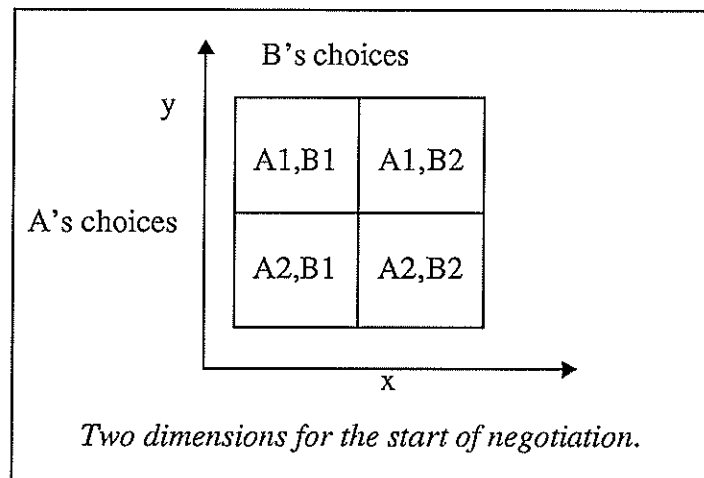 B's choices
y
A1,B1 A1,B2
A's choices
A2,B1 A2,B2
x
Two dimensions for the start of negotiation.